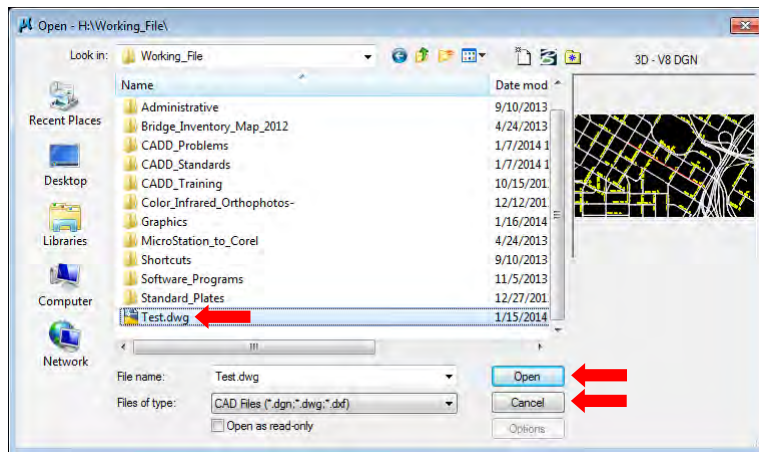 Open - H:\Working_File\
Look in: Working_File
3D - V8 DGN
Name Date mod
Recent Places
Desktop
Libraries
Computer
Network
Administrative 9/10/2013
Bridge_Inventory_Map_2012 4/24/2013
CADD_Problems 1/7/2014 1
CADD_Standards 1/7/2014 1
CADD_Training 10/15/201
Color_Infrared_Orthophotos- 12/12/201
Graphics 1/16/2014
MicroStation_to_Corel 4/24/2013
Shortcuts 9/10/2013
Software_Programs 11/5/2013
Standard_Plates 12/27/201
Test.dwg 1/15/2014
File name: Test.dwg Open
Files of type: CAD Files (*.dgn;*.dwg;*.dxf) Cancel
Open as read-only Options